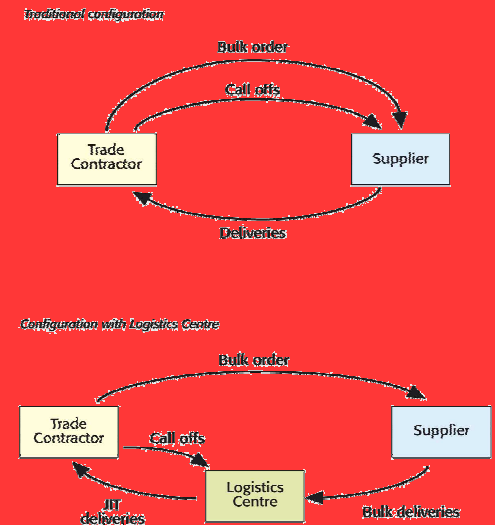 Traditional configuration
Bulk order
Call offs
Trade
Contractor
Supplier
Deliveries
Configuration with Logistics Centre
Bulk order
Trade
Contractor
Call offs
Supplier
Logistics
Centre
JIT
deliveries
Bulk deliveries